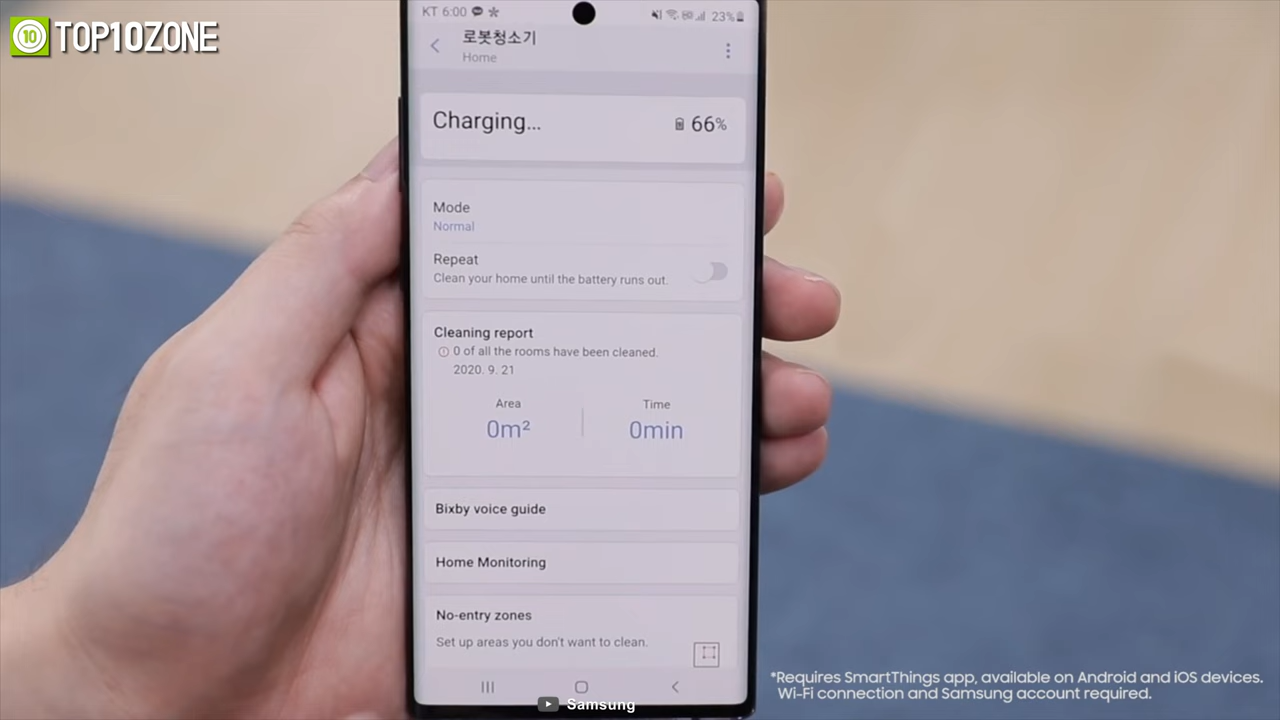 10 TOP10ZONE
KT 6:00
23%
로봇청소기
Home
Charging...
66%
Mode
Normal
Repeat
Clean your home until the battery runs out.
Cleaning report
0 of all the rooms have been cleaned.
2020. 9. 21
Area
Time
0m²
0min
Bixby voice guide
Home Monitoring
No-entry zones
Set up areas you don't want to clean.
*Requires SmartThings app, available on Android and iOS devices.
Wi-Fi connection and Samsung account required.
Samsung